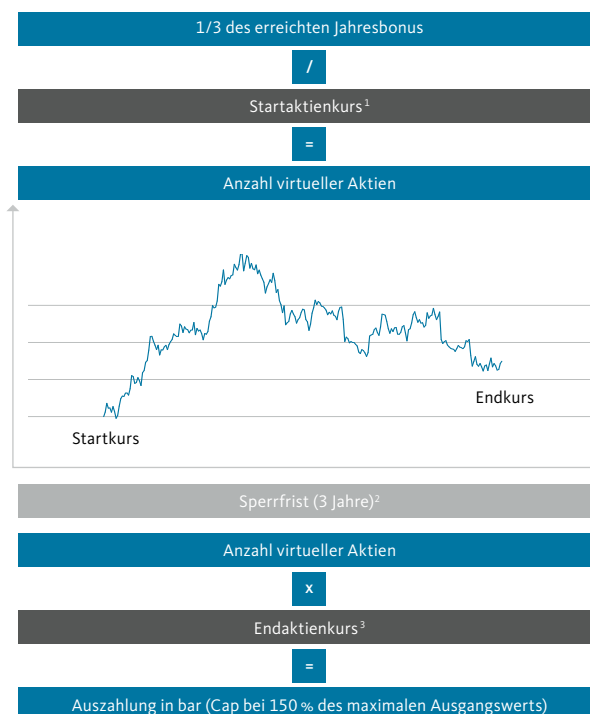 1/3 des erreichten Jahresbonus
/
Startaktienkurs¹
=
Anzahl virtueller Aktien
Endkurs
Startkurs
Sperrfrist (3 Jahre)²
Anzahl virtueller Aktien
x
Endaktienkurs³
=
Auszahlung in bar (Cap bei 150 % des maximalen Ausgangswerts)